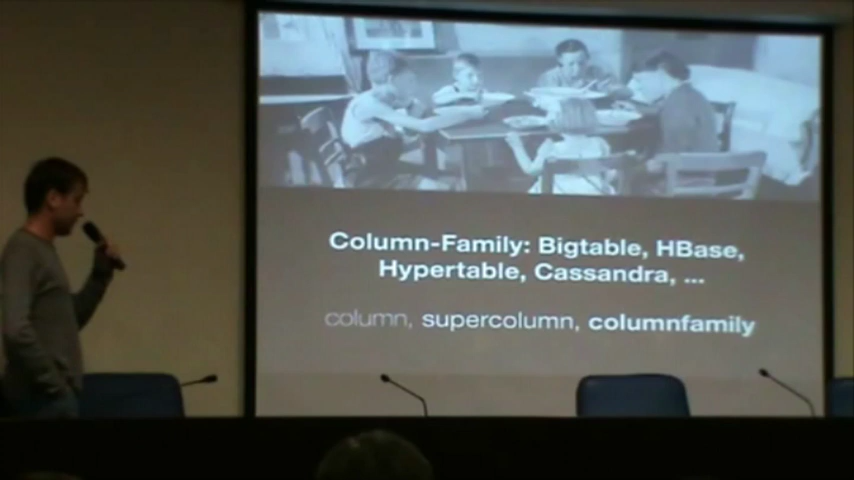 Column-Family: Bigtable, HBase,
Hypertable, Cassandra, ...
column, supercolumn, columnfamily